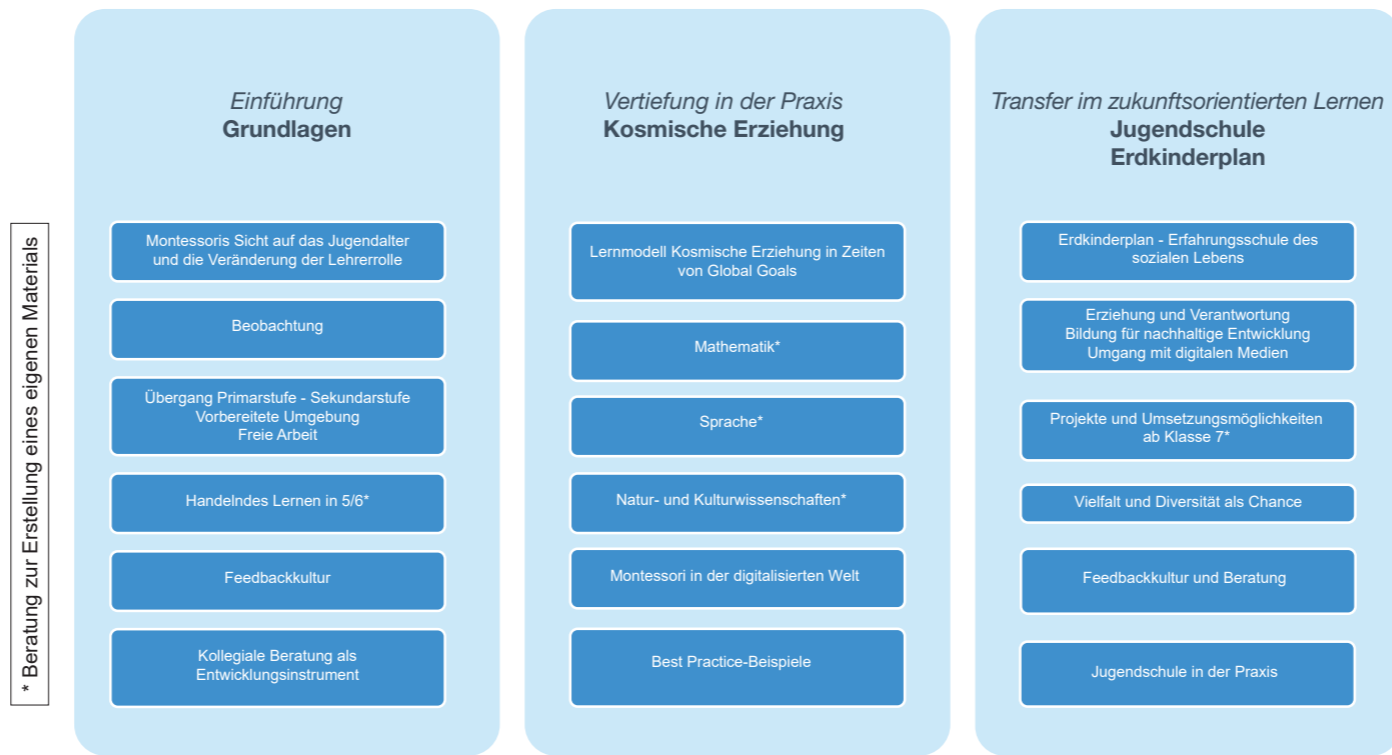 * Beratung zur Erstellung eines eigenen Materials
Einführung
Grundlagen
Montessoris Sicht auf das Jugendalter
und die Veränderung der Lehrerrolle
Beobachtung
Übergang Primarstufe - Sekundarstufe
Vorbereitete Umgebung
Freie Arbeit
Handelndes Lernen in 5/6*
Feedbackkultur
Kollegiale Beratung als
Entwicklungsinstrument
Vertiefung in der Praxis
Kosmische Erziehung
Lernmodell Kosmische Erziehung in Zeiten
von Global Goals
Mathematik*
Sprache*
Natur- und Kulturwissenschaften*
Montessori in der digitalisierten Welt
Best Practice-Beispiele
Transfer im zukunftsorientierten Lernen
Jugendschule
Erdkinderplan
Erdkinderplan - Erfahrungsschule des
sozialen Lebens
Erziehung und Verantwortung
Bildung für nachhaltige Entwicklung
Umgang mit digitalen Medien
Projekte und Umsetzungsmöglichkeiten
ab Klasse 7*
Vielfalt und Diversität als Chance
Feedbackkultur und Beratung
Jugendschule in der Praxis